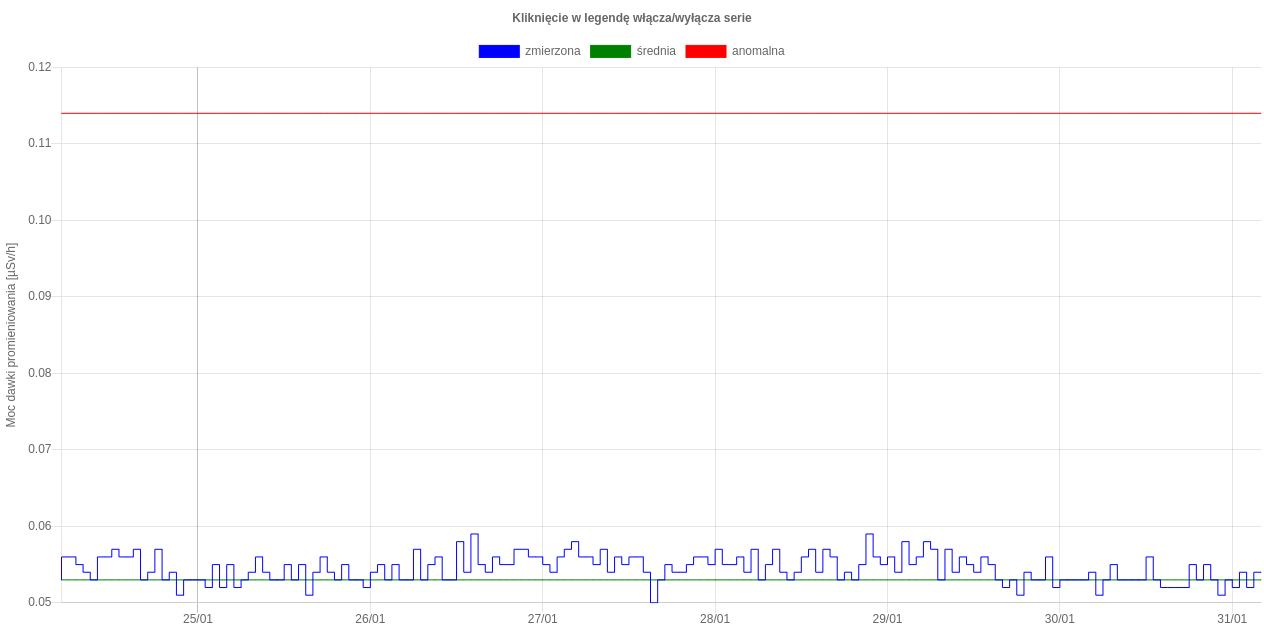 Kliknięcie w legendę włącza/wyłącza serie
zmierzona średnia anomalna
0.12
0.11
0.10
0.09
0.08
0.07
0.06
0.05
Moc dawki promieniowania [µSv/h]
25/01 26/01 27/01 28/01 29/01 30/01 31/01